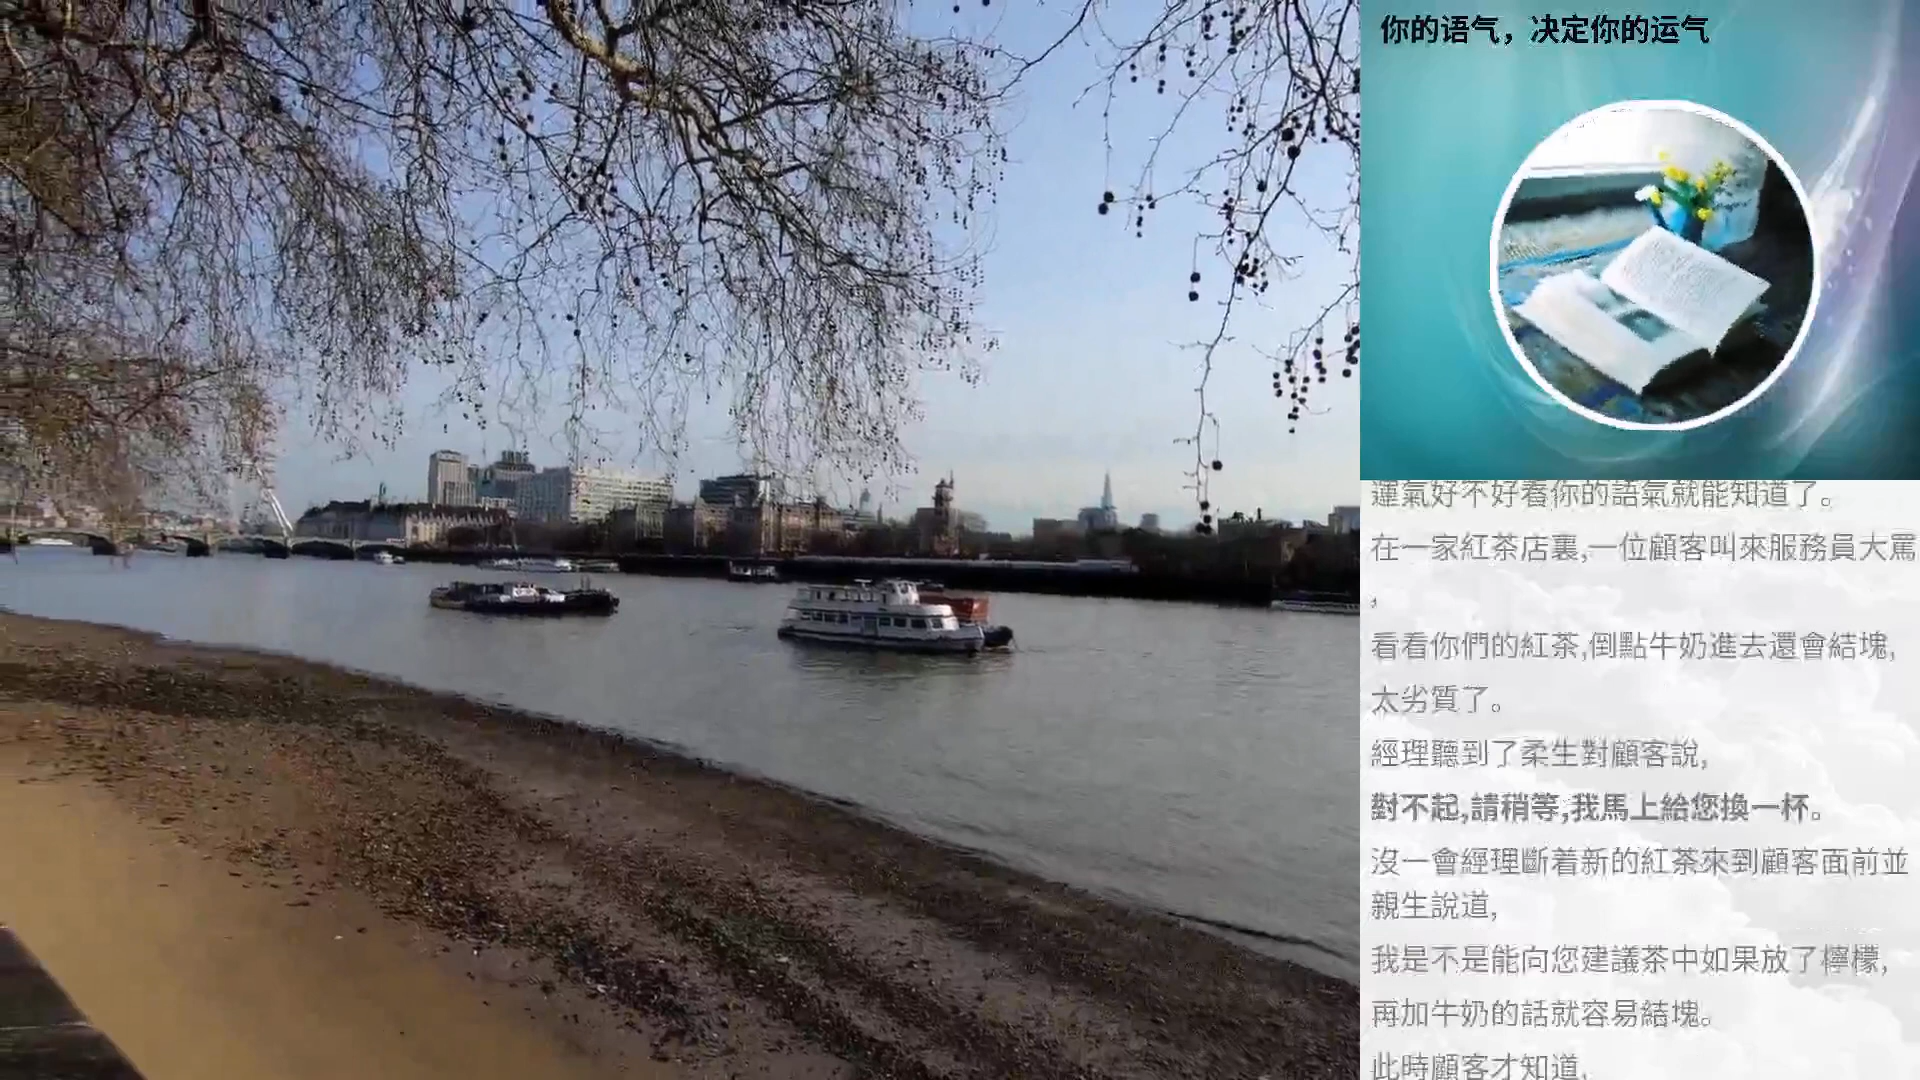 你的语气，决定你的运气
運氣好不好看你的語氣就能知道了。
在一家紅茶店裏,一位顧客叫來服務員大罵
,
看看你們的紅茶,倒點牛奶進去還會結塊,
太劣質了。
經理聽到了柔生對顧客說,
對不起,請稍等,我馬上給您換一杯。
沒一會經理斷着新的紅茶來到顧客面前並
親生說道,
我是不是能向您建議茶中如果放了檸檬,
再加牛奶的話就容易結塊。
此時顧客才知道,